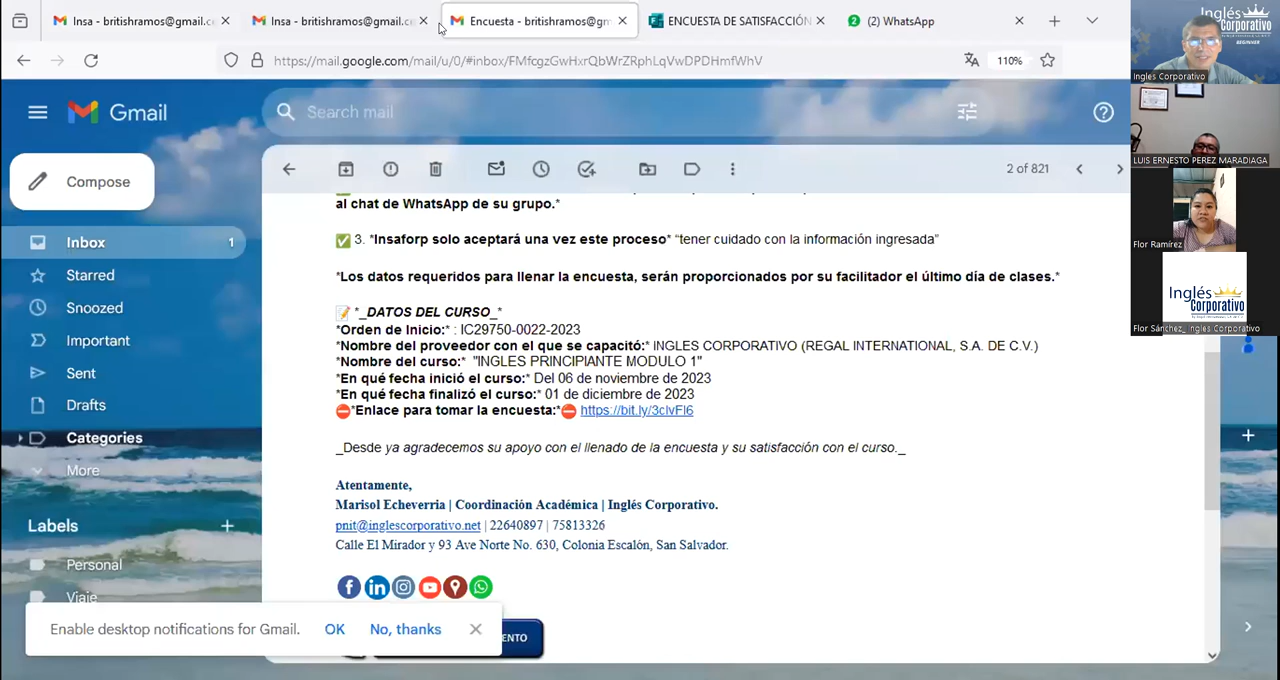 Insa - britishramos@gmail.c
Insa - britishramos@gmail.c
Encuesta - britishramos@gm
ENCUESTA DE SATISFACCIÓN
2 (2) WhatsApp
https://mail.google.com/mail/u/0/#inbox/FMfcgzGwHxrQbWrZRphLqVwDPDHmfWhV
110%
Gmail
Search mail
Compose
2 of 821
Inbox 1
Starred
Snoozed
Important
Sent
Drafts
Categories
More
Labels
Personal
Viaje
al chat de WhatsApp de su grupo.*
✅ 3. *Insaforp solo aceptará una vez este proceso* “tener cuidado con la información ingresada”
*Los datos requeridos para llenar la encuesta, serán proporcionados por su facilitador el último día de clases.*
📝 *_DATOS DEL CURSO_*
*Orden de Inicio:* : IC29750-0022-2023
*Nombre del proveedor con el que se capacitó:* INGLES CORPORATIVO (REGAL INTERNATIONAL, S.A. DE C.V.)
*Nombre del curso:* "INGLES PRINCIPIANTE MODULO 1"
*En qué fecha inició el curso:* Del 06 de noviembre de 2023
*En qué fecha finalizó el curso:* 01 de diciembre de 2023
⛔*Enlace para tomar la encuesta:*⛔ https://bit.ly/3clvFl6
_Desde ya agradecemos su apoyo con el llenado de la encuesta y su satisfacción con el curso._
Atentamente,
Marisol Echeverria | Coordinación Académica | Inglés Corporativo.
pnit@inglescorporativo.net | 22640897 | 75813326
Calle El Mirador y 93 Ave Norte No. 630, Colonia Escalón, San Salvador.
Enable desktop notifications for Gmail. OK No, thanks
Inglés
Corporativo
BEGINNER
Ingles Corporativo
LUIS ERNESTO PEREZ MARADIAGA
Flor Ramírez
Inglés
Corporativo
Flor Sánchez_ Inglés Corporativo